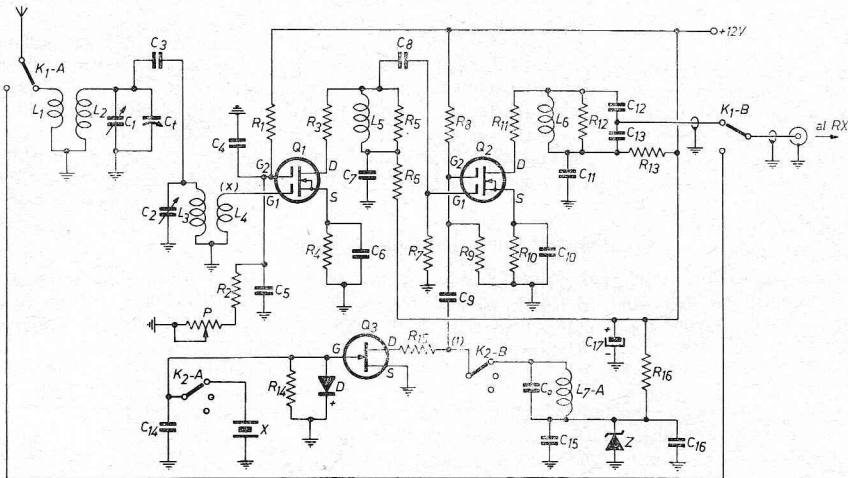 +12V
C3
K1-A
C8
L1
L2
C1
Ct
R1
R3
L5
R5
R8
R11
L6
R12
C12
C13
K1-B
al RX
C4
Q1
Q2
G2
G1
D
S
G2
G1
D
S
C7
R6
C11
R13
(X)
C2
L3
L4
R4
C6
R7
R9
R10
C10
R2
C5
C9
P
Q3
R15
(1)
G
D
S
K2-B
C17
+
-
R16
K2-A
R14
D
+
C0
L7-A
C14
X
C15
Z
C16